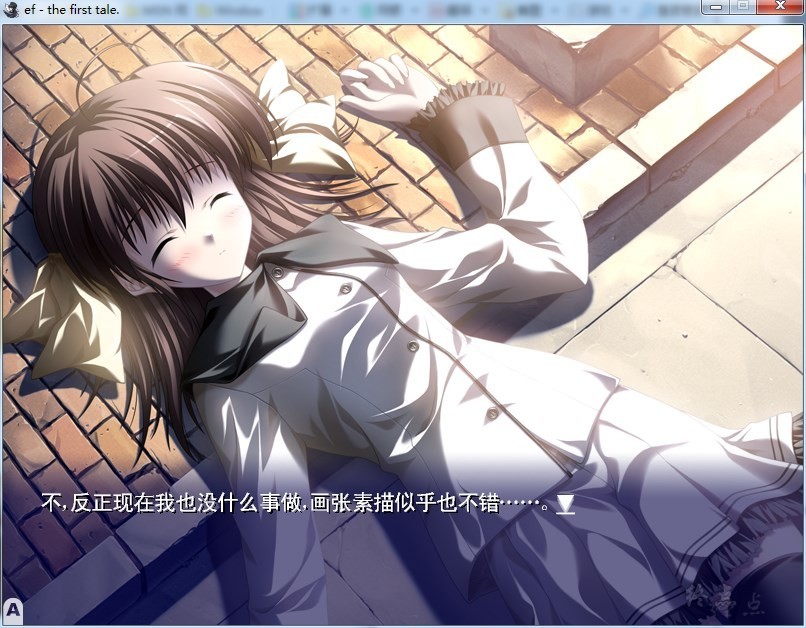 ef - the first tale.
不，反正现在我也没什么事做，画张素描似乎也不错……。
A